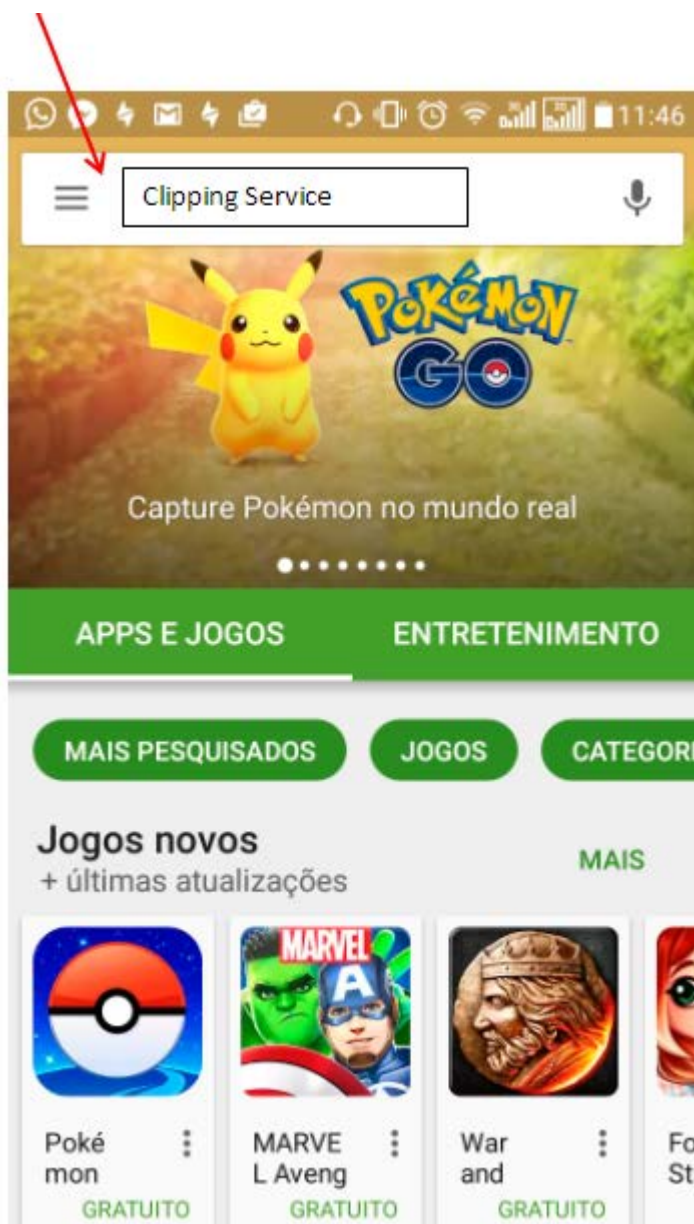 11:46
Clipping Service
POKÉMON
GO
Capture Pokémon no mundo real
APPS E JOGOS
ENTRETENIMENTO
MAIS PESQUISADOS
JOGOS
CATEGORI
Jogos novos
MAIS
+ últimas atualizações
MARVEL
A
Poké
mon
GRATUITO
MARVE
L Aveng
GRATUITO
War
and
GRATUITO
Fo
St